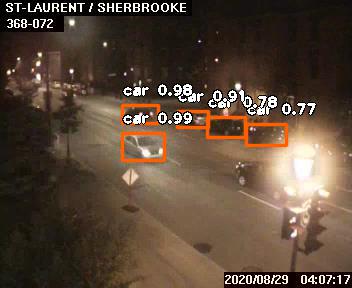 ST-LAURENT / SHERBROOKE
368-072
car 0.98
car 0.91
car 0.78
car 0.77
car 0.99
2020/08/29 04:07:17